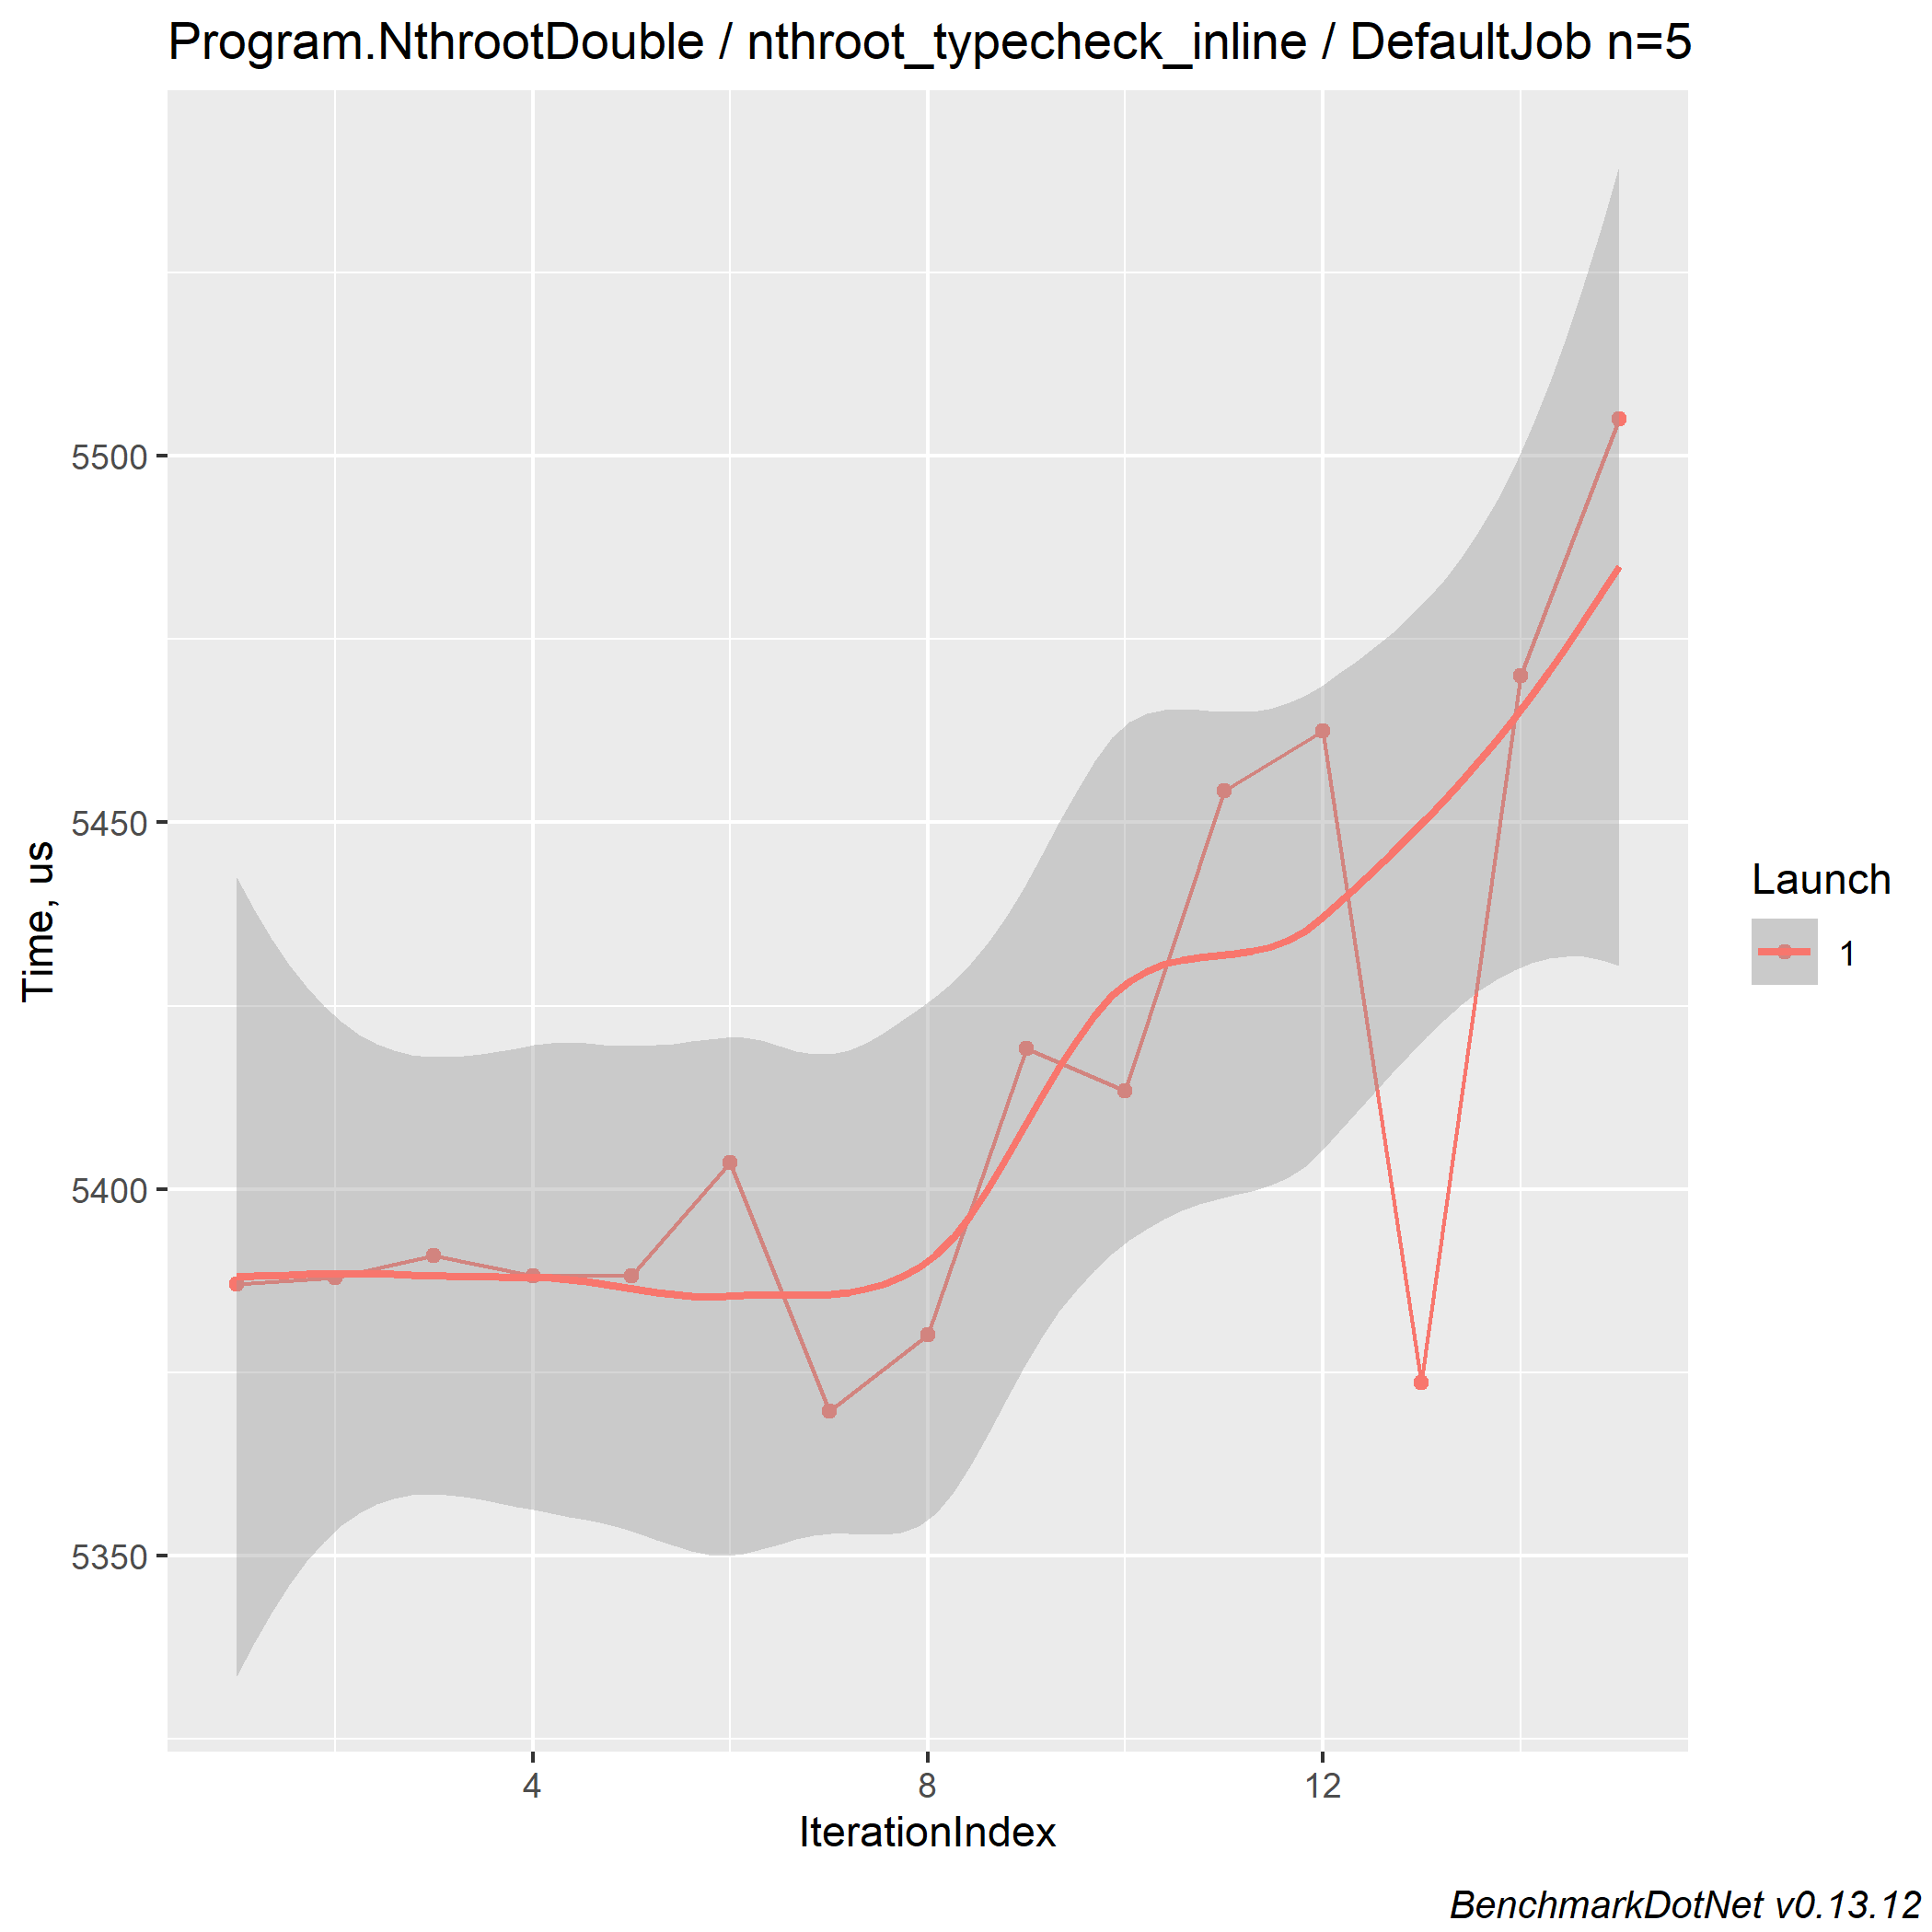 Program.NthrootDouble / nthroot_typecheck_inline / DefaultJob n=5
Time, us
5500
5450
5400
5350
4
8
12
IterationIndex
Launch
1
BenchmarkDotNet v0.13.12